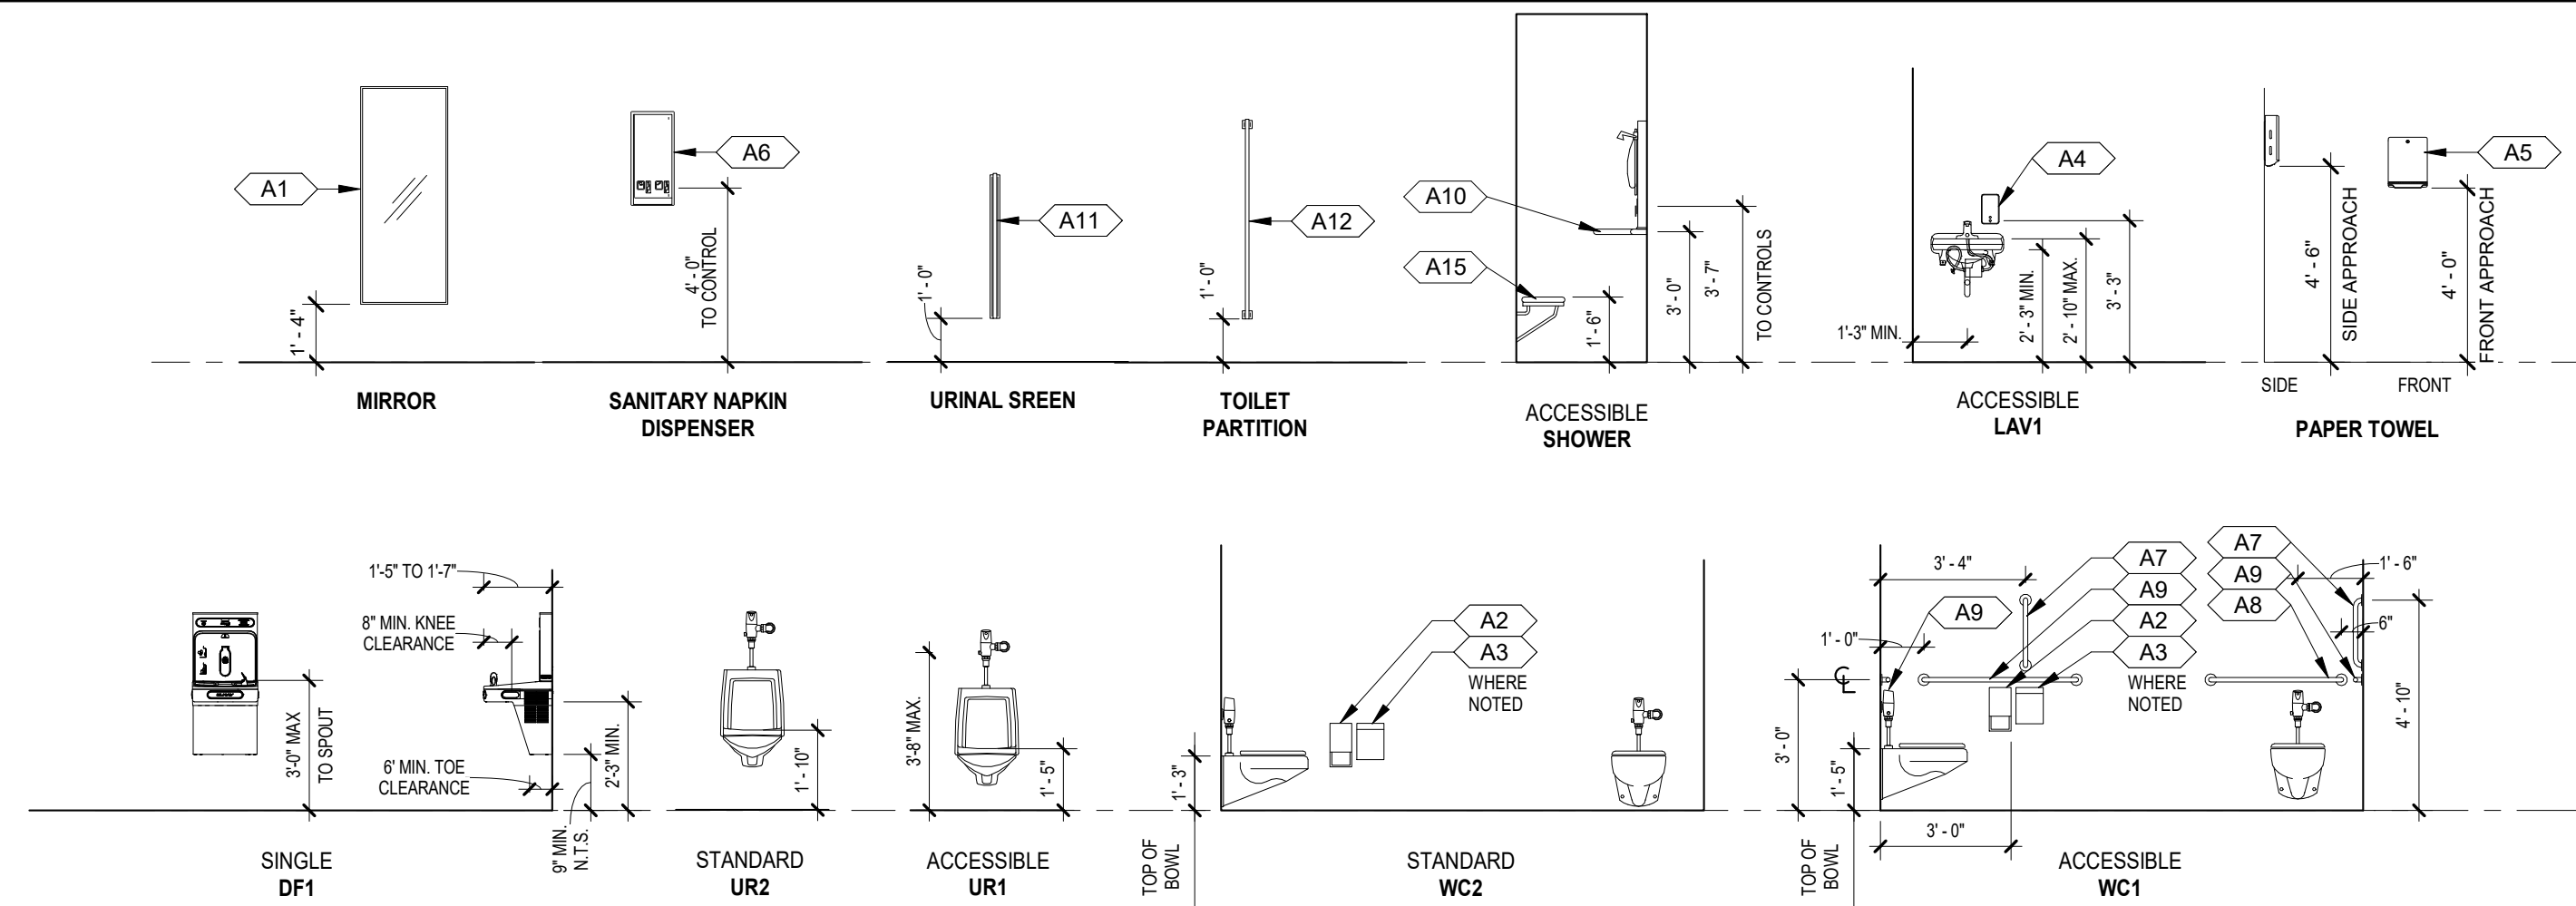 A1
1' - 4"
MIRROR
A6
4' - 0"
TO CONTROL
SANITARY NAPKIN
DISPENSER
A11
1' - 0"
URINAL SREEN
A12
1' - 0"
TOILET
PARTITION
A10
A15
1' - 6"
3' - 0"
3' - 7"
TO CONTROLS
ACCESSIBLE
SHOWER
A4
1'-3" MIN.
2' - 3" MIN.
2' - 10" MAX.
3' - 3"
ACCESSIBLE
LAV1
A5
4' - 6"
SIDE APPROACH
4' - 0"
FRONT APPROACH
SIDE
FRONT
PAPER TOWEL
3'-0" MAX
TO SPOUT
1'-5" TO 1'-7"
8" MIN. KNEE
CLEARANCE
6' MIN. TOE
CLEARANCE
9" MIN.
N.T.S.
2'-3" MIN.
SINGLE
DF1
1' - 10"
STANDARD
UR2
3'-8" MAX.
1' - 5"
ACCESSIBLE
UR1
A2
A3
WHERE
NOTED
1' - 3"
TOP OF
BOWL
STANDARD
WC2
3' - 4"
A9
1' - 0"
CL
3' - 0"
1' - 5"
TOP OF
BOWL
3' - 0"
A7
A9
A2
A3
WHERE
NOTED
A7
A9
A8
1' - 6"
6"
4' - 10"
ACCESSIBLE
WC1